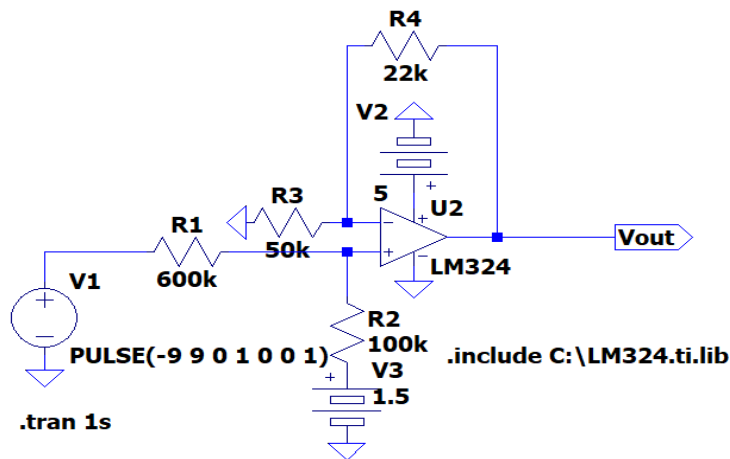 R4
22k
V2
5
R3
50k
U2
LM324
R1
600k
Vout
V1
PULSE(-9 9 0 1 0 0 1)
R2
100k
V3
1.5
.include C:\LM324.ti.lib
.tran 1s